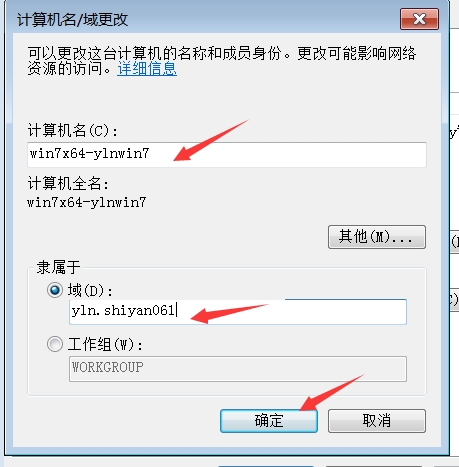 计算机名/域更改
可以更改这台计算机的名称和成员身份。更改可能影响网络
资源的访问。详细信息
计算机名(C):
win7x64-ylnwin7
计算机全名:
win7x64-ylnwin7
其他(M)...
隶属于
域(D):
yln.shiyan061
工作组(W):
WORKGROUP
确定
取消